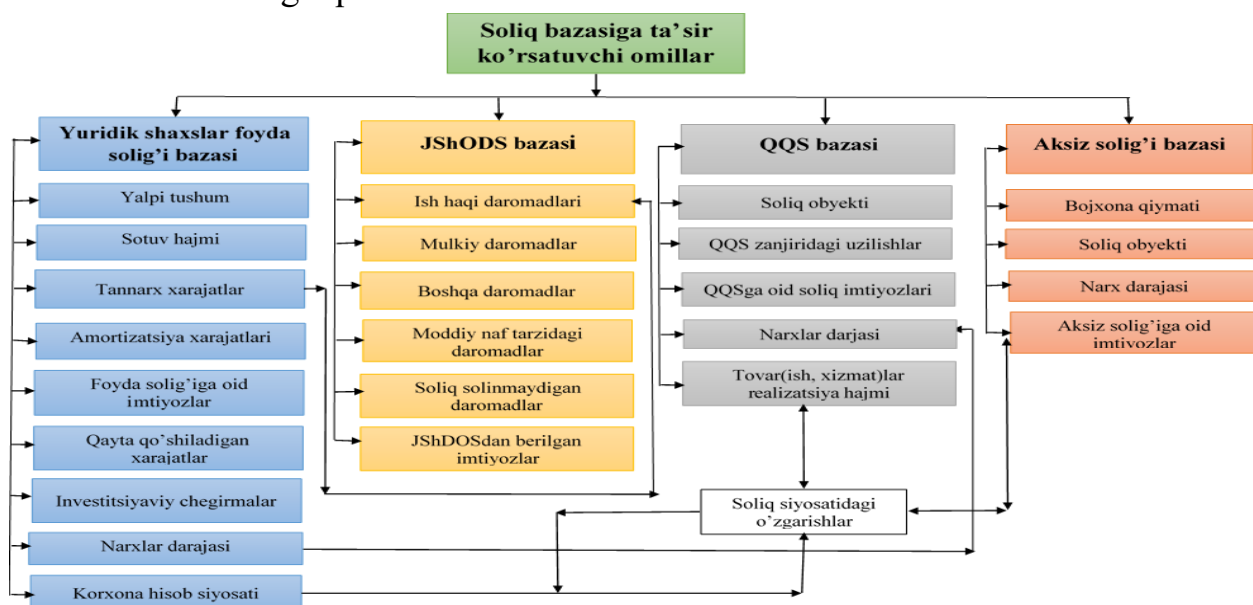 Soliq bazasiga ta'sir
ko'rsatuvchi omillar
Yuridik shaxslar foyda
solig'i bazasi
Yalpi tushum
Sotuv hajmi
Tannarx xarajatlar
Amortizatsiya xarajatlari
Foyda solig'iga oid
imtiyozlar
Qayta qo'shiladigan
xarajatlar
Investitsiyaviy chegirmalar
Narxlar darajasi
Korxona hisob siyosati
JShODS bazasi
Ish haqi daromadlari
Mulkiy daromadlar
Boshqa daromadlar
Moddiy naf tarzidagi
daromadlar
Soliq solinmaydigan
daromadlar
JShDOSdan berilgan
imtiyozlar
QQS bazasi
Soliq obyekti
QQS zanjiridagi uzilishlar
QQSga oid soliq imtiyozlari
Narxlar darjasi
Tovar(ish, xizmat)lar
realizatsiya hajmi
Soliq siyosatidagi
o'zgarishlar
Aksiz solig'i bazasi
Bojxona qiymati
Soliq obyekti
Narx darajasi
Aksiz solig'iga oid
imtivozlar